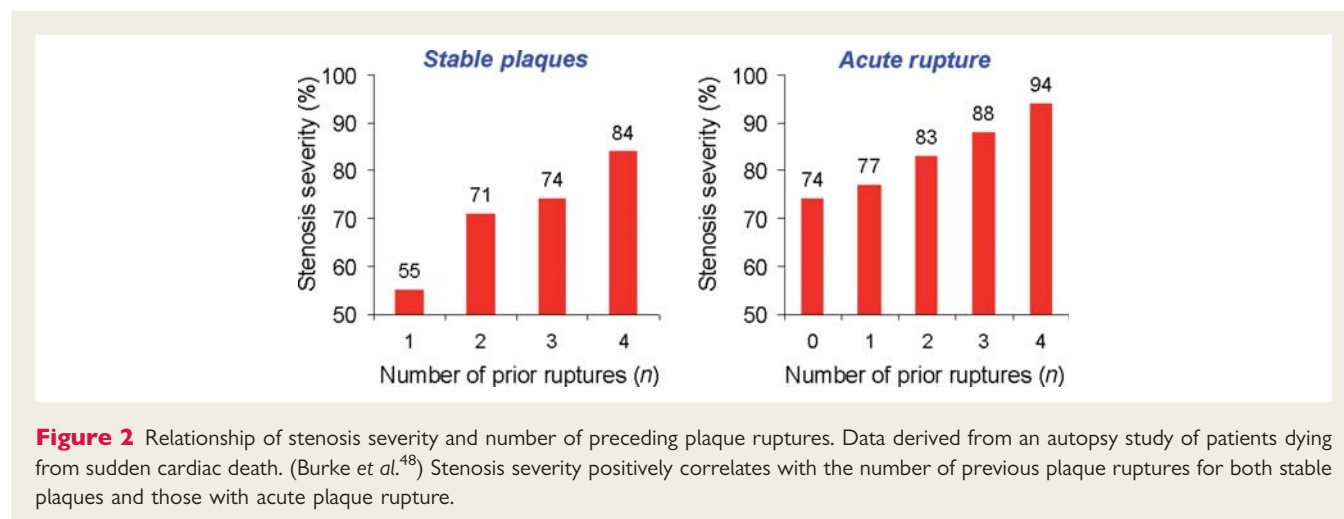 Stable plaques
Stenosis severity (%)
100
90
80
70
60
50
55
71
74
84
1 2 3 4
Number of prior ruptures (n)
Acute rupture
Stenosis severity (%)
100
90
80
70
60
50
74
77
83
88
94
0 1 2 3 4
Number of prior ruptures (n)
Figure 2 Relationship of stenosis severity and number of preceding plaque ruptures. Data derived from an autopsy study of patients dying
from sudden cardiac death. (Burke et al.48) Stenosis severity positively correlates with the number of previous plaque ruptures for both stable
plaques and those with acute plaque rupture.